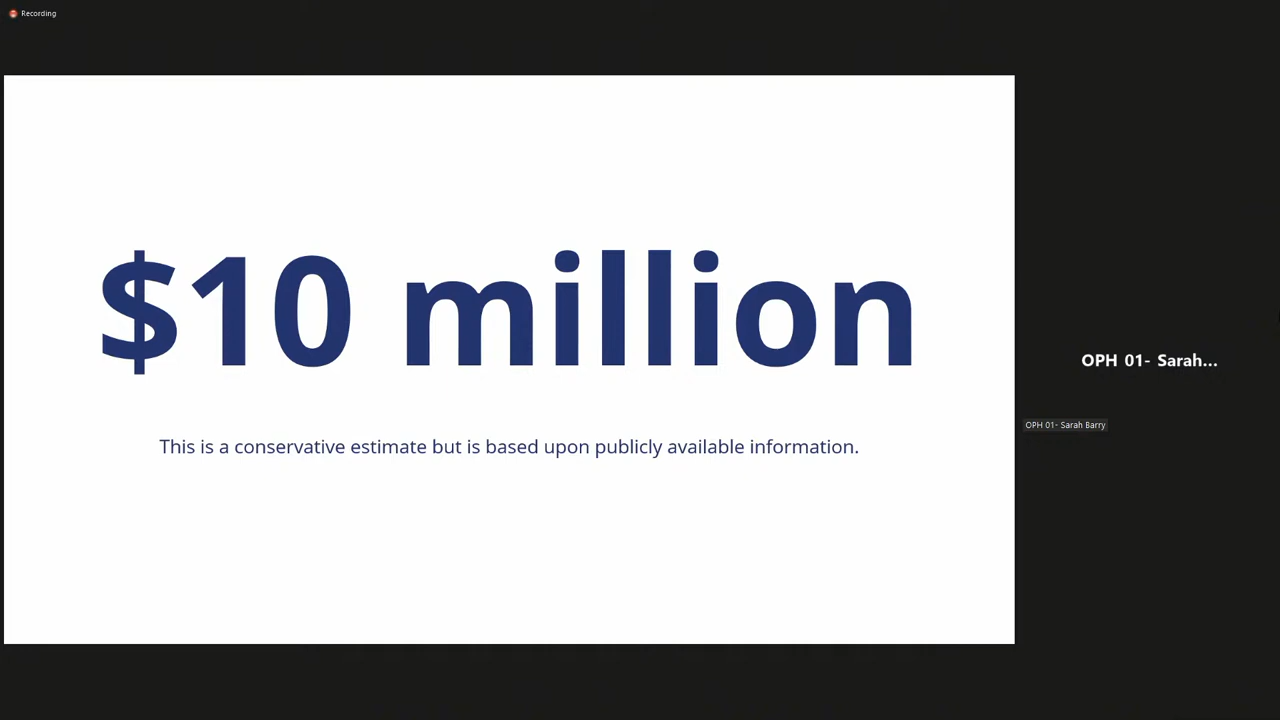 Recording
$10 million
This is a conservative estimate but is based upon publicly available information.
OPH 01- Sarah...
OPH 01- Sarah Barry